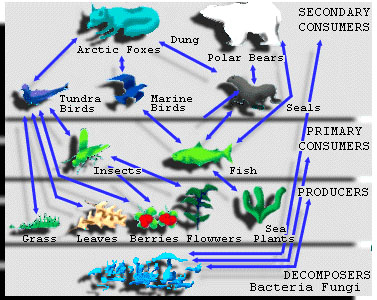 SECONDARY
CONSUMERS
Dung
Arctic Foxes
Polar Bears
Tundra
Birds
Marine
Birds
Seals
PRIMARY
CONSUMERS
Insects
Fish
PRODUCERS
Grass
Leaves
Berries
Flowwers
Sea
Plants
DECOMPOSERS
Bacteria Fungi